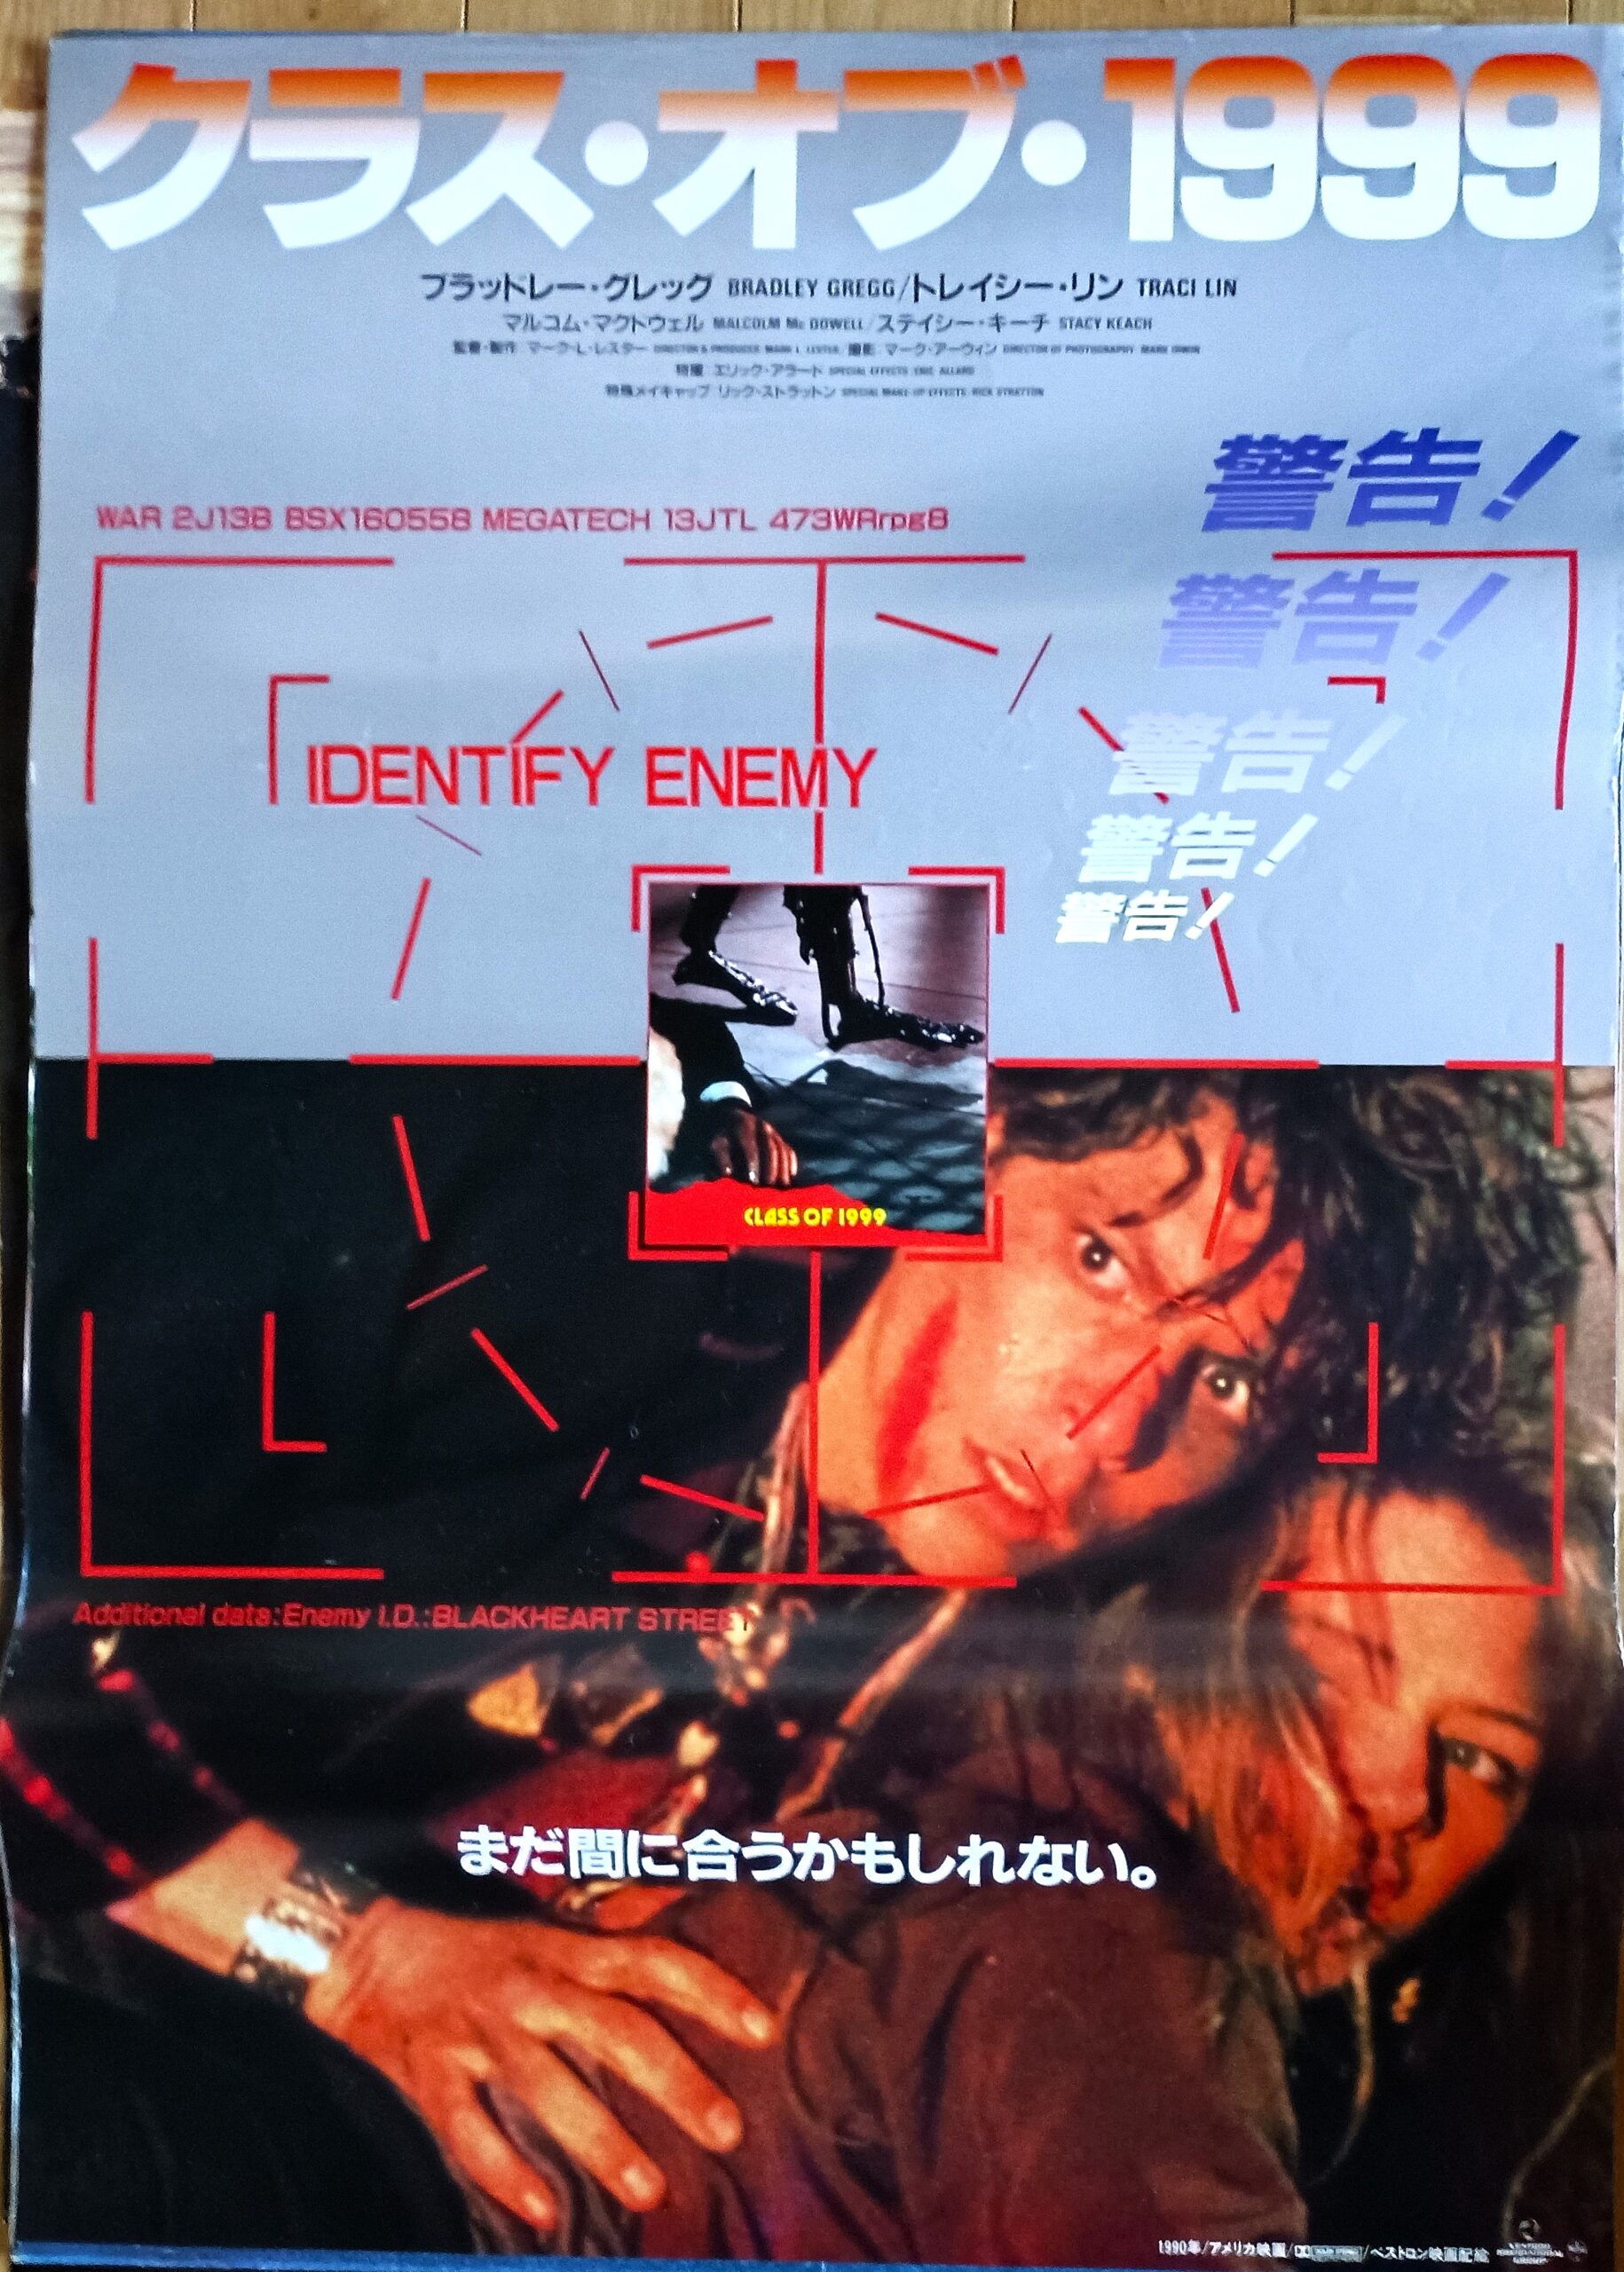 クラス・オブ・1999
ブラッドレー・グレッグ BRADLEY GREGG/トレイシー・リン TRACI LIN
マルコム・マクドウェル MALCOLM Mc DOWELL/ステイシー・キーチ STACY KEACH
監督・製作 マーク・L・レスター DIRECTOR & PRODUCER MARK L. LESTER/撮影 マーク・アーウィン DIRECTOR OF PHOTOGRAPHY MARK IRWIN
特撮 エリック・アラード SPECIAL EFFECTS ERIC ALLARD
特殊メイキャップ リック・ストラットン SPECIAL MAKE-UP EFFECTS RICK STRATTON
警告!
WAR 2J13B BSX160558 MEGATECH 13JTL 473WRrpg8
警告!
警告!
IDENTIFY ENEMY
警告!
警告!
CLASS OF 1999
Additional data:Enemy I.D.:BLACKHEART STREET
まだ間に合うかもしれない。
1990年/アメリカ映画/ /ベストロン映画配給